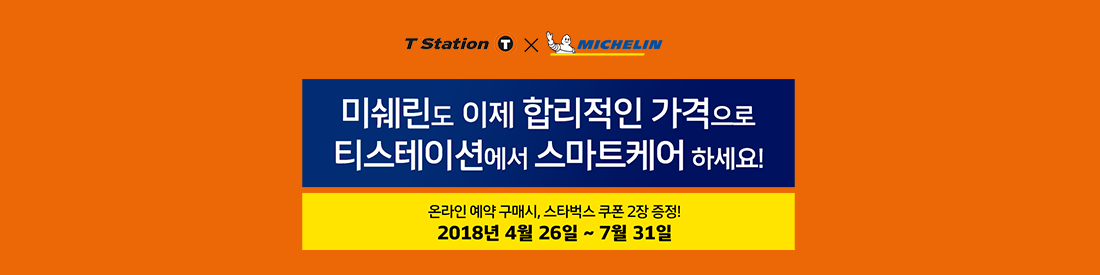 T Station T × MICHELIN
미쉐린도 이제 합리적인 가격으로
티스테이션에서 스마트케어 하세요!
온라인 예약 구매시, 스타벅스 쿠폰 2장 증정!
2018년 4월 26일 ~ 7월 31일